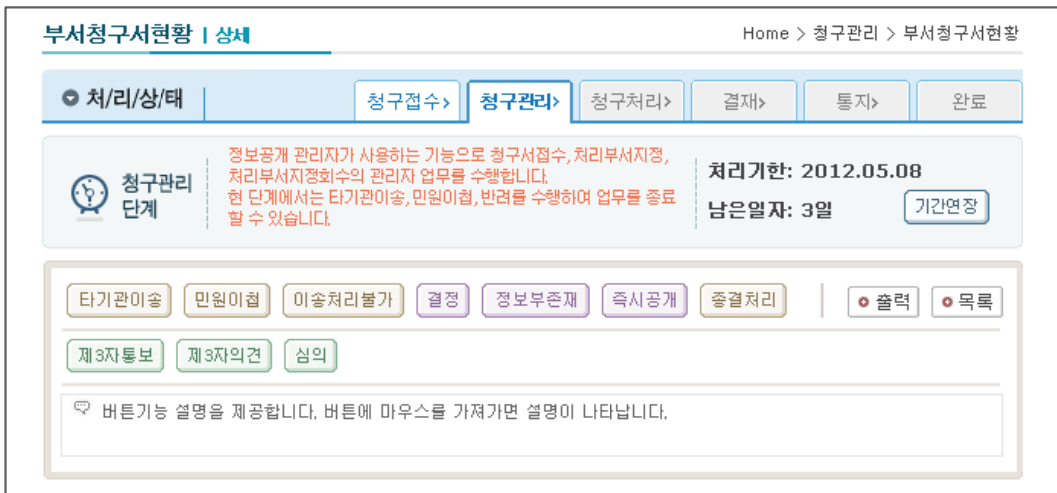 부서청구서현황 | 상세
Home > 청구관리 > 부서청구서현황
처/리/상/태
청구접수>
청구관리>
청구처리>
결재>
통지>
완료
청구관리
단계
정보공개 관리자가 사용하는 기능으로 청구서접수, 처리부서지정,
처리부서지정회수의 관리자 업무를 수행합니다.
현 단계에서는 타기관이송, 민원이첩, 반려를 수행하여 업무를 종료
할 수 있습니다.
처리기한: 2012.05.08
남은일자: 3일
기간연장
타기관이송
민원이첩
이송처리불가
결정
정보부존재
즉시공개
종결처리
출력
목록
제3자통보
제3자의견
심의
버튼기능 설명을 제공합니다. 버튼에 마우스를 가져가면 설명이 나타납니다.